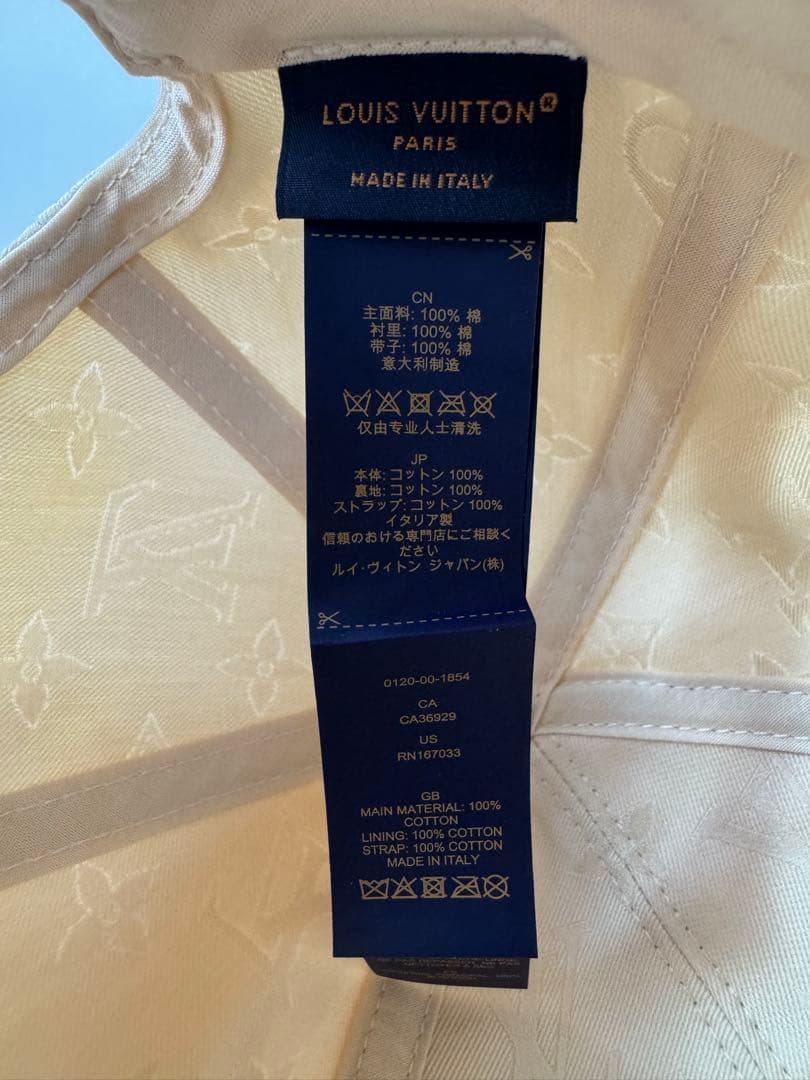 LOUIS VUITTON®
PARIS
MADE IN ITALY
CN
主面料: 100% 棉
衬里: 100% 棉
带子: 100% 棉
意大利制造
仅由专业人士清洗
JP
本体: コットン 100%
裏地: コットン 100%
ストラップ: コットン 100%
イタリア製
信頼のおける専門店にご相談く
ださい
ルイ·ヴィトン ジャパン(株)
0120-00-1854
CA
CA36929
US
RN167033
GB
MAIN MATERIAL: 100%
COTTON
LINING: 100% COTTON
STRAP: 100% COTTON
MADE IN ITALY